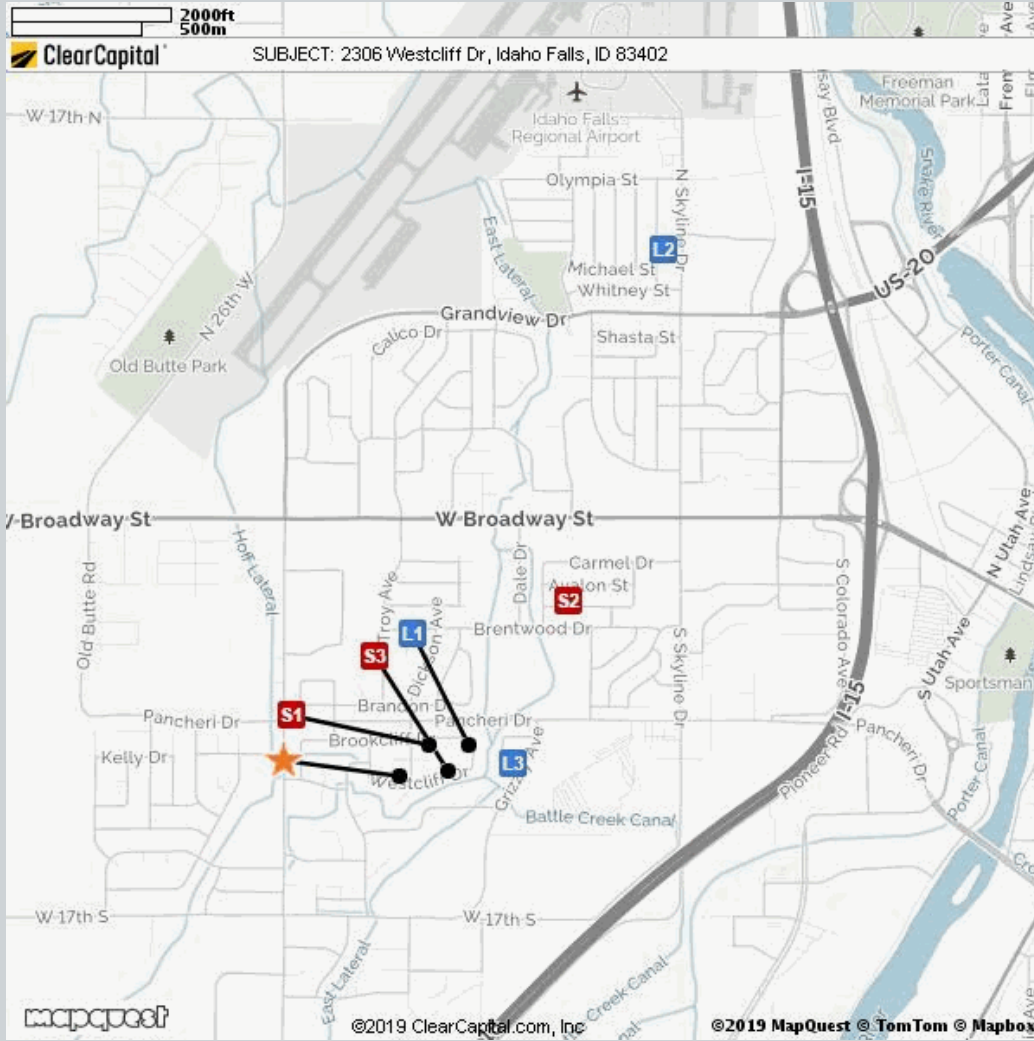 2000ft
500m
ClearCapital
SUBJECT: 2306 Westcliff Dr, Idaho Falls, ID 83402
W 17th N
Idaho Falls
Regional Airport
Freeman
Memorial Park
say Blvd
Snake River
Olympia St
N Skyline Dr
I-15
US-20
L2
East Lateral
Michael St
Whitney St
Grandview Dr
Calico Dr
Shasta St
N 26th W
Old Butte Park
Porter Canal
W Broadway St
W Broadway St
Hoff Lateral
Old Butte Rd
Troy Ave
Dickson Ave
Dale Dr
Carmel Dr
Avalon St
S2
Brentwood Dr
L1
S3
S Skyline Dr
S Colorado Ave
N Utah Ave
Lindsay
S Utah Ave
Sportsman
S1
Brandon D
Pancheri Dr
Pancheri Dr
Brookcliff
Kelly Dr
Westcliff Dr
L3
Grizzly Ave
I-15
Pioneer Rd
Pancheri Dr
Porter Canal
Battle Creek Canal
W 17th S
W 17th S
East Lateral
Creek Canal
mapquest
©2019 ClearCapital.com, Inc
©2019 MapQuest © TomTom © Mapbox